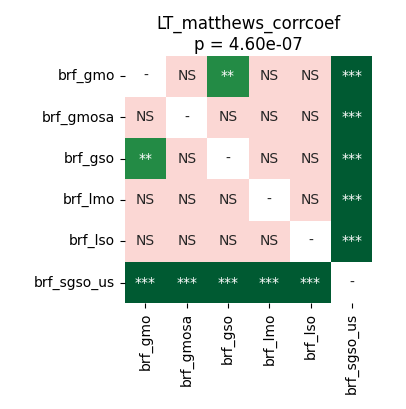 LT_matthews_corrcoef
p = 4.60e-07
brf_gmo - NS ** NS NS ***
brf_gmosa NS - NS NS NS ***
brf_gso ** NS - NS NS ***
brf_lmo NS NS NS - NS ***
brf_lso NS NS NS NS - ***
brf_sgso_us *** *** *** *** *** -
brf_gmo brf_gmosa brf_gso brf_lmo brf_lso brf_sgso_us